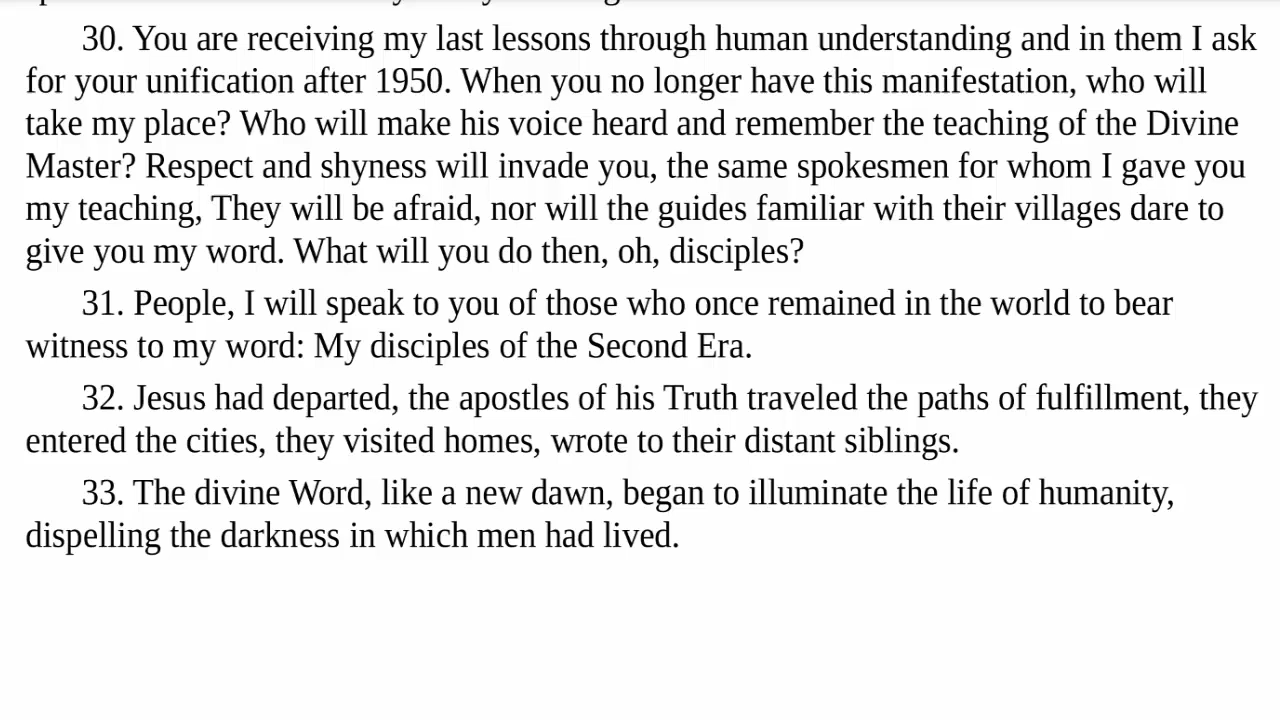 30. You are receiving my last lessons through human understanding and in them I ask
for your unification after 1950. When you no longer have this manifestation, who will
take my place? Who will make his voice heard and remember the teaching of the Divine
Master? Respect and shyness will invade you, the same spokesmen for whom I gave you
my teaching, They will be afraid, nor will the guides familiar with their villages dare to
give you my word. What will you do then, oh, disciples?
31. People, I will speak to you of those who once remained in the world to bear
witness to my word: My disciples of the Second Era.
32. Jesus had departed, the apostles of his Truth traveled the paths of fulfillment, they
entered the cities, they visited homes, wrote to their distant siblings.
33. The divine Word, like a new dawn, began to illuminate the life of humanity,
dispelling the darkness in which men had lived.